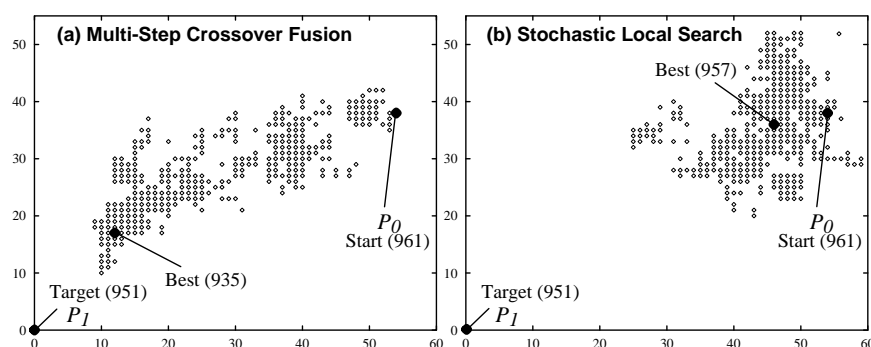 (a) Multi-Step Crossover Fusion
50
40
30
20
10
0
0 10 20 30 40 50 60
P0
Start (961)
Best (935)
Target (951)
P1
(b) Stochastic Local Search
50
40
30
20
10
0
0 10 20 30 40 50 60
Best (957)
P0
Start (961)
Target (951)
P1